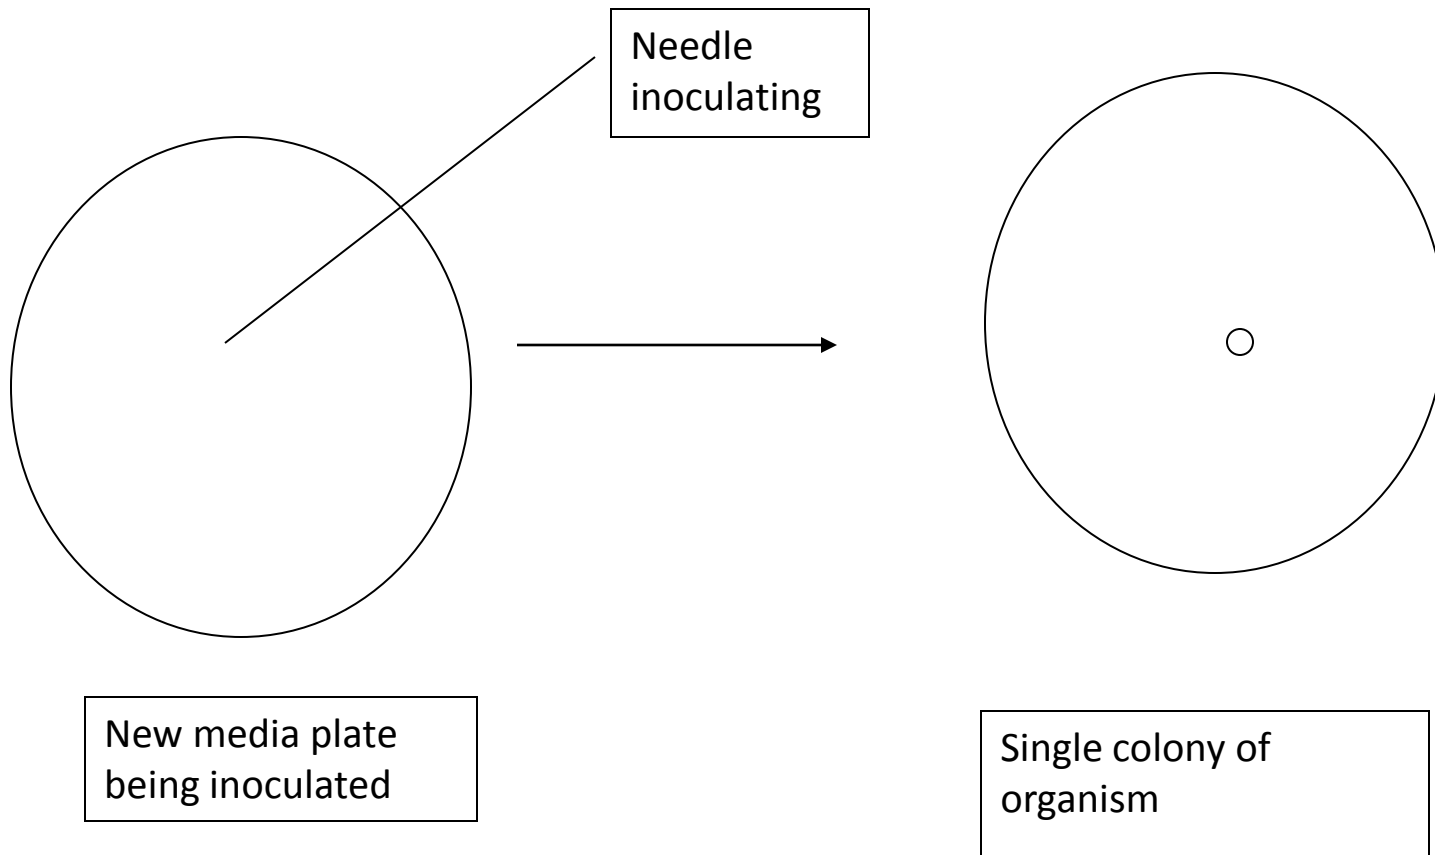 Needle
inoculating
New media plate
being inoculated
Single colony of
organism